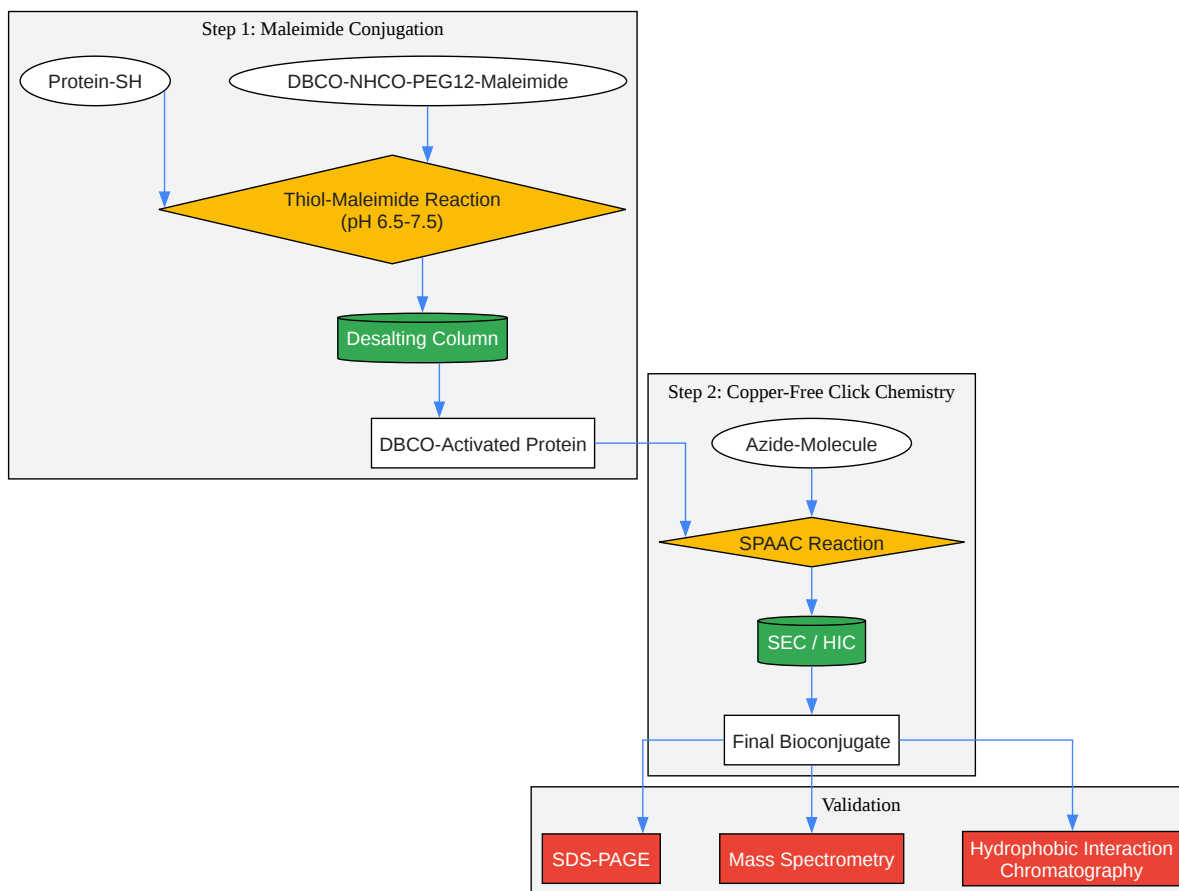 Step 1: Maleimide Conjugation
Protein-SH
DBCO-NHCO-PEG12-Maleimide
Thiol-Maleimide Reaction
(pH 6.5-7.5)
Desalting Column
DBCO-Activated Protein
Step 2: Copper-Free Click Chemistry
Azide-Molecule
SPAAC Reaction
SEC / HIC
Final Bioconjugate
Validation
SDS-PAGE
Mass Spectrometry
Hydrophobic Interaction
Chromatography